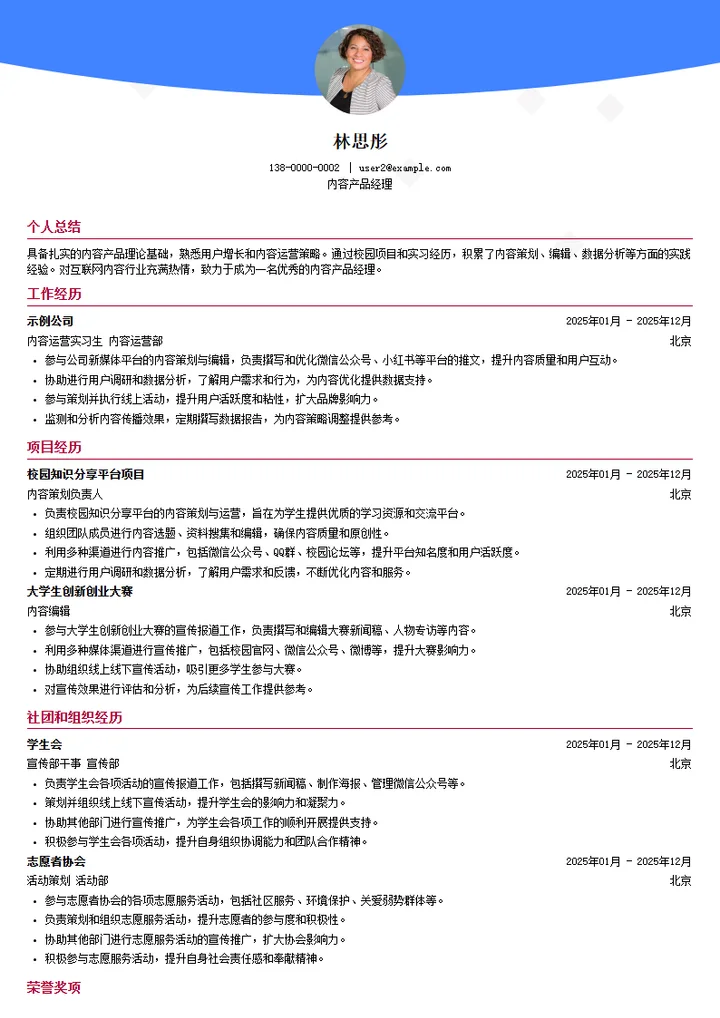 林思彤
138-0000-0002 | user2@example.com
内容产品经理
个人总结
具备扎实的内容产品理论基础，熟悉用户增长和内容运营策略。通过校园项目和实习经历，积累了内容策划、编辑、数据分析等方面的实践
经验。对互联网内容行业充满热情，致力于成为一名优秀的内容产品经理。
工作经历
示创公司 2025年01月 - 2025年12月
内容运营实习生 内容运营部 北京
• 参与公司新媒体平台的内容策划与编辑，负责撰写和优化微信公众号、小红书等平台的推文，提升内容质量和用户互动。
• 协助进行用户调研和数据分析，了解用户需求和行为，为内容优化提供数据支持。
• 参与策划并执行线上活动，提升用户活跃度和粘性，扩大品牌影响力。
• 监测和分析内容传播效果，定期撰写数据报告，为内容策略调整提供参考。
项目经历
校园知识分享平台项目 2025年01月 - 2025年12月
内容策划负责人 北京
• 负责校园知识分享平台的内容策划与运营，旨在为学生提供优质的学习资源和交流平台。
• 组织团队成员进行内容选题、资料搜集和编辑，确保内容质量和原创性。
• 利用多种渠道进行内容推广，包括微信公众号、QQ群、校园论坛等，提升平台知名度和用户活跃度。
• 定期进行用户调研和数据分析，了解用户需求和反馈，不断优化内容和服务。
大学生创新创业大赛 2025年01月 - 2025年12月
内容编辑 北京
• 参与大学生创新创业大赛的宣传报道工作，负责撰写和编辑大赛新闻稿、人物专访等内容。
• 利用多种媒体渠道进行宣传推广，包括校园官网、微信公众号、微博等，提升大赛影响力。
• 协助组织线上线下宣传活动，吸引更多学生参与大赛。
• 对宣传效果进行评估和分析，为后续宣传工作提供参考。
社团和组织经历
学生会 2025年01月 - 2025年12月
宣传部干事 宣传部 北京
• 负责学生会各项活动的宣传报道工作，包括撰写新闻稿、制作海报、管理微信公众号等。
• 策划并组织线上线下宣传活动，提升学生会的影响力和凝聚力。
• 协助其他部门进行宣传推广，为学生会各项工作的顺利开展提供支持。
• 积极参与学生会各项活动，提升自身组织协调能力和团队合作精神。
志愿者协会 2025年01月 - 2025年12月
活动策划 活动部 北京
• 参与志愿者协会的各项志愿服务活动，包括社区服务、环境保护、关爱弱势群体等。
• 负责策划和组织志愿服务活动，提升志愿者的参与度和积极性。
• 协助其他部门进行志愿服务活动的宣传推广，扩大协会影响力。
• 积极参与志愿服务活动，提升自身社会责任感和奉献精神。
荣誉奖项